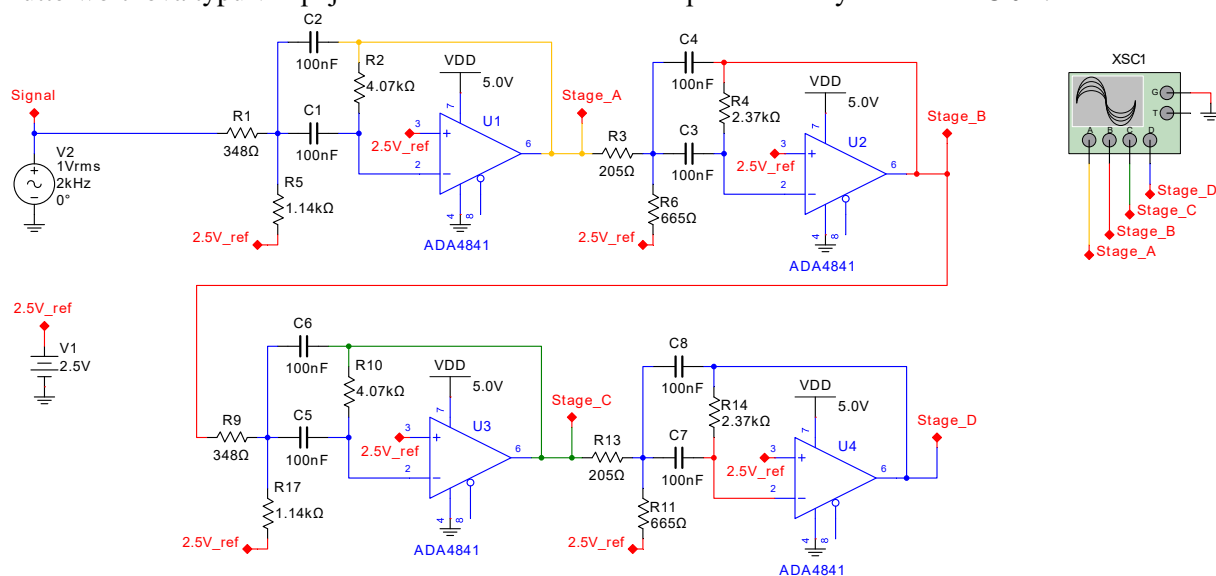 C2
100nF
R2
4.07kΩ
VDD
5.0V
C4
100nF
R4
2.37kΩ
VDD
5.0V
XSC1
G
T
A B C D
Signal
R1
348Ω
C1
100nF
2.5V_ref
3
2
7
6
4
8
U1
ADA4841
Stage_A
R3
205Ω
C3
100nF
2.5V_ref
3
2
7
6
4
8
U2
ADA4841
Stage_B
V2
1Vrms
2kHz
0°
R5
1.14kΩ
2.5V_ref
R6
665Ω
2.5V_ref
Stage_D
Stage_C
Stage_B
Stage_A
2.5V_ref
V1
2.5V
C6
100nF
R10
4.07kΩ
VDD
5.0V
C8
100nF
R14
2.37kΩ
VDD
5.0V
R9
348Ω
C5
100nF
2.5V_ref
3
2
7
6
4
8
U3
ADA4841
Stage_C
R13
205Ω
C7
100nF
2.5V_ref
3
2
7
6
4
8
U4
ADA4841
Stage_D
R17
1.14kΩ
2.5V_ref
R11
665Ω
2.5V_ref